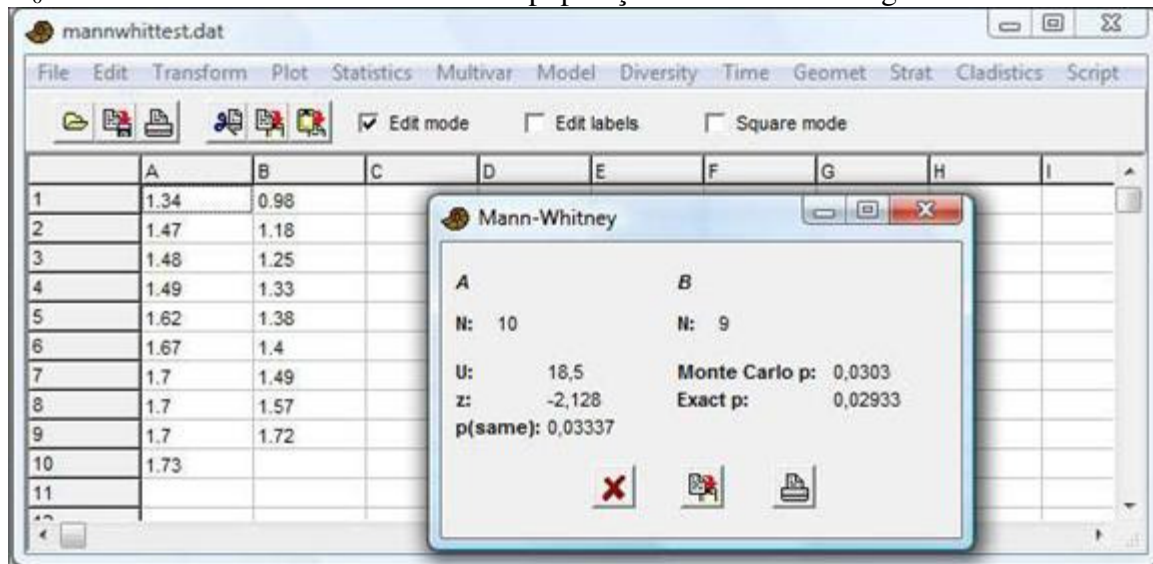 mannwhittest.dat
File Edit Transform Plot Statistics Multivar Model Diversity Time Geomet Strat Cladistics Script
Edit mode Edit labels Square mode
A B C D E F G H I
1 1.34 0.98
2 1.47 1.18
3 1.48 1.25
4 1.49 1.33
5 1.62 1.38
6 1.67 1.4
7 1.7 1.49
8 1.7 1.57
9 1.7 1.72
10 1.73
11
Mann-Whitney
A B
N: 10 N: 9
U: 18,5 Monte Carlo p: 0,0303
z: -2,128 Exact p: 0,02933
p(same): 0,03337